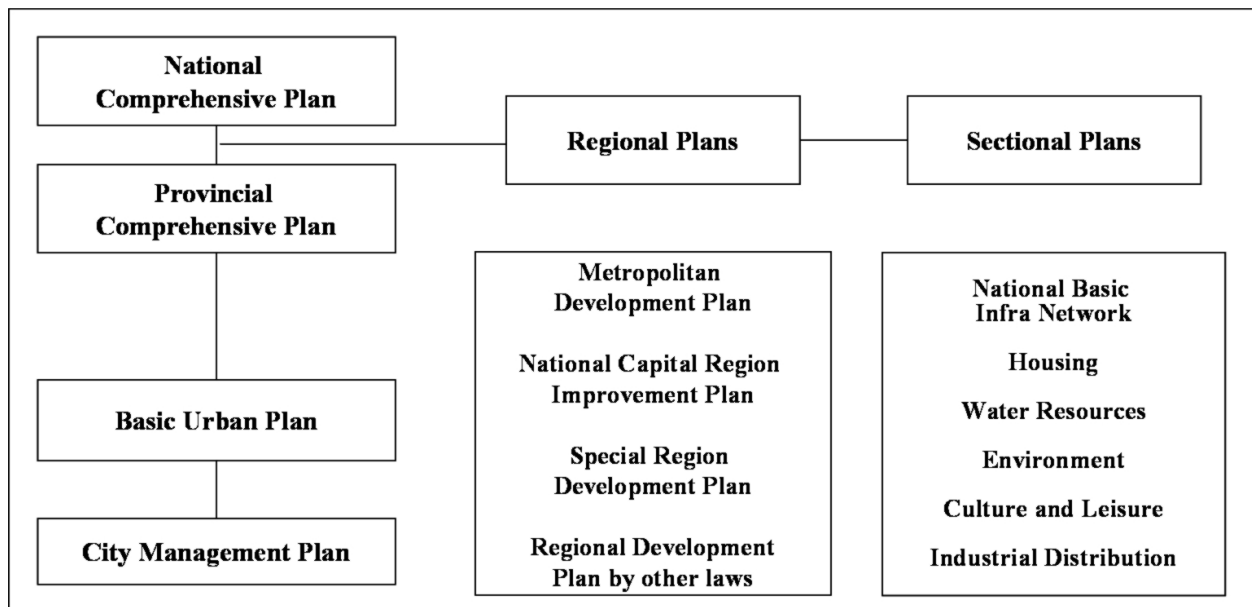 National
Comprehensive Plan
Regional Plans
Sectional Plans
Provincial
Comprehensive Plan
Basic Urban Plan
City Management Plan
Metropolitan
Development Plan
National Capital Region
Improvement Plan
Special Region
Development Plan
Regional Development
Plan by other laws
National Basic
Infra Network
Housing
Water Resources
Environment
Culture and Leisure
Industrial Distribution